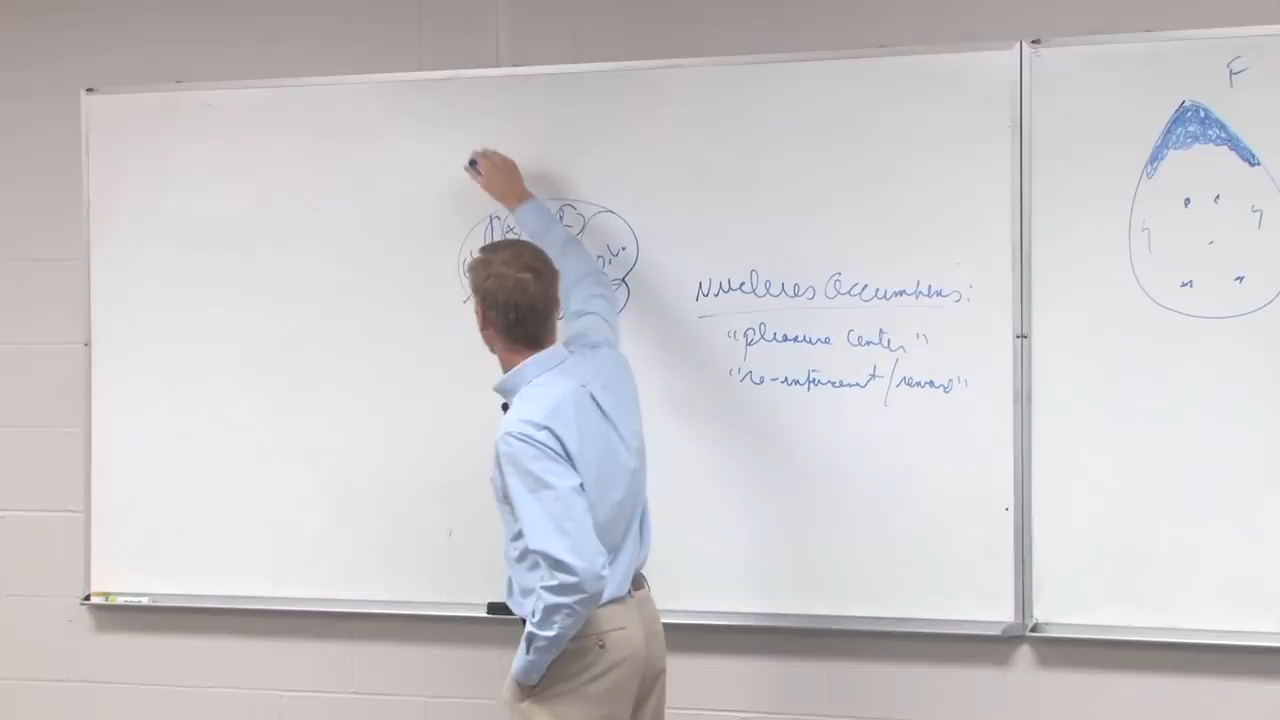 Nucleus Accumbens:
"pleasure center"
"re-inforcement/reward"
F